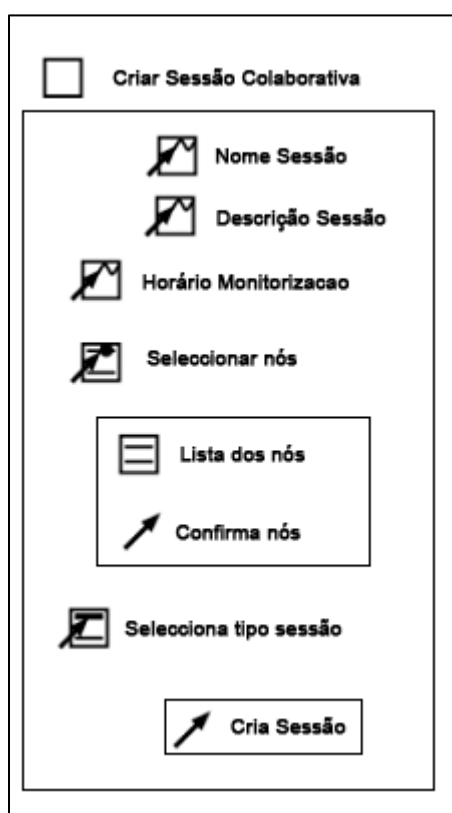 Criar Sessão Colaborativa
Nome Sessão
Descrição Sessão
Horário Monitorizacao
Seleccionar nós
Lista dos nós
Confirma nós
Selecciona tipo sessão
Cria Sessão